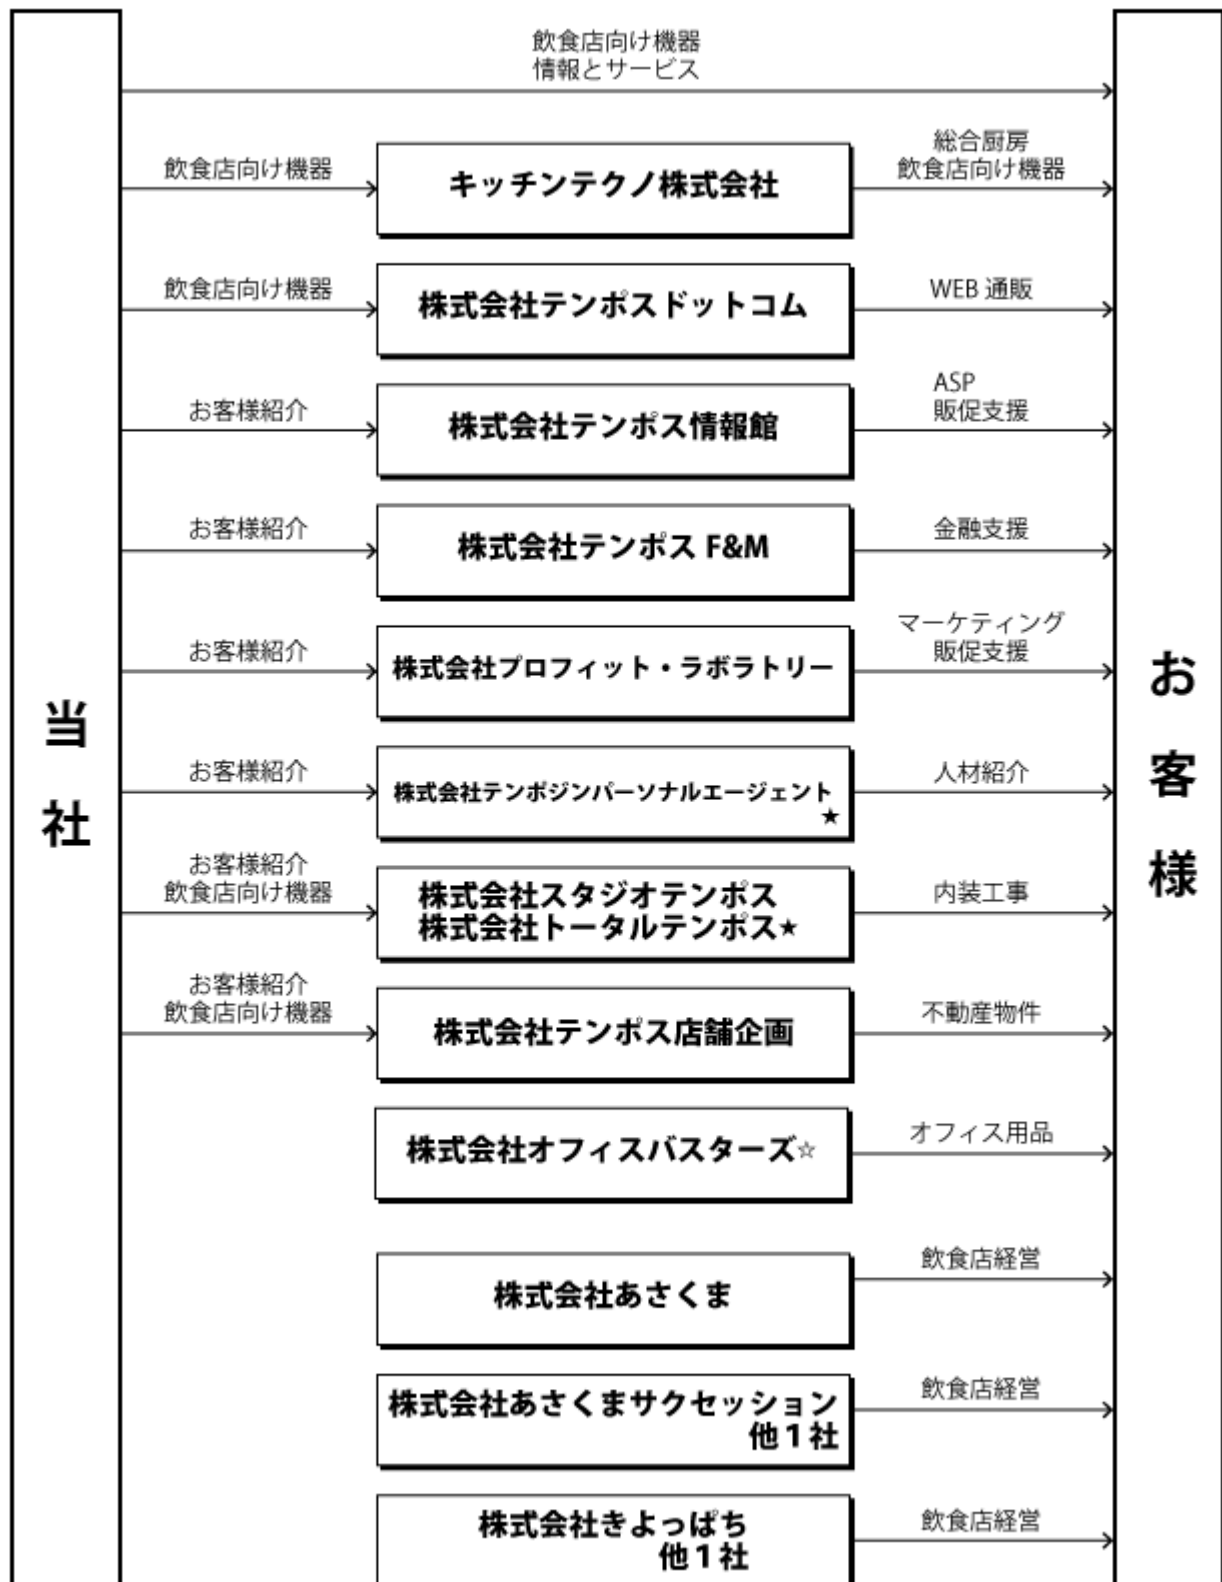 飲食店向け機器
情報とサービス
飲食店向け機器
キッチンテクノ株式会社
総合厨房
飲食店向け機器
飲食店向け機器
株式会社テンポスドットコム
WEB 通販
お客様紹介
株式会社テンポス情報館
ASP
販促支援
お客様紹介
株式会社テンポス F&M
金融支援
お客様紹介
株式会社プロフィット・ラボラトリー
マーケティング
販促支援
当社
お客様
お客様紹介
株式会社テンポジンパーソナルエージェント
★
人材紹介
お客様紹介
飲食店向け機器
株式会社スタジオテンポス
株式会社トータルテンポス★
内装工事
お客様紹介
飲食店向け機器
株式会社テンポス店舗企画
不動産物件
株式会社オフィスバスターズ☆
オフィス用品
株式会社あさくま
飲食店経営
株式会社あさくまサクセッション
他１社
飲食店経営
株式会社きよっぱち
他１社
飲食店経営